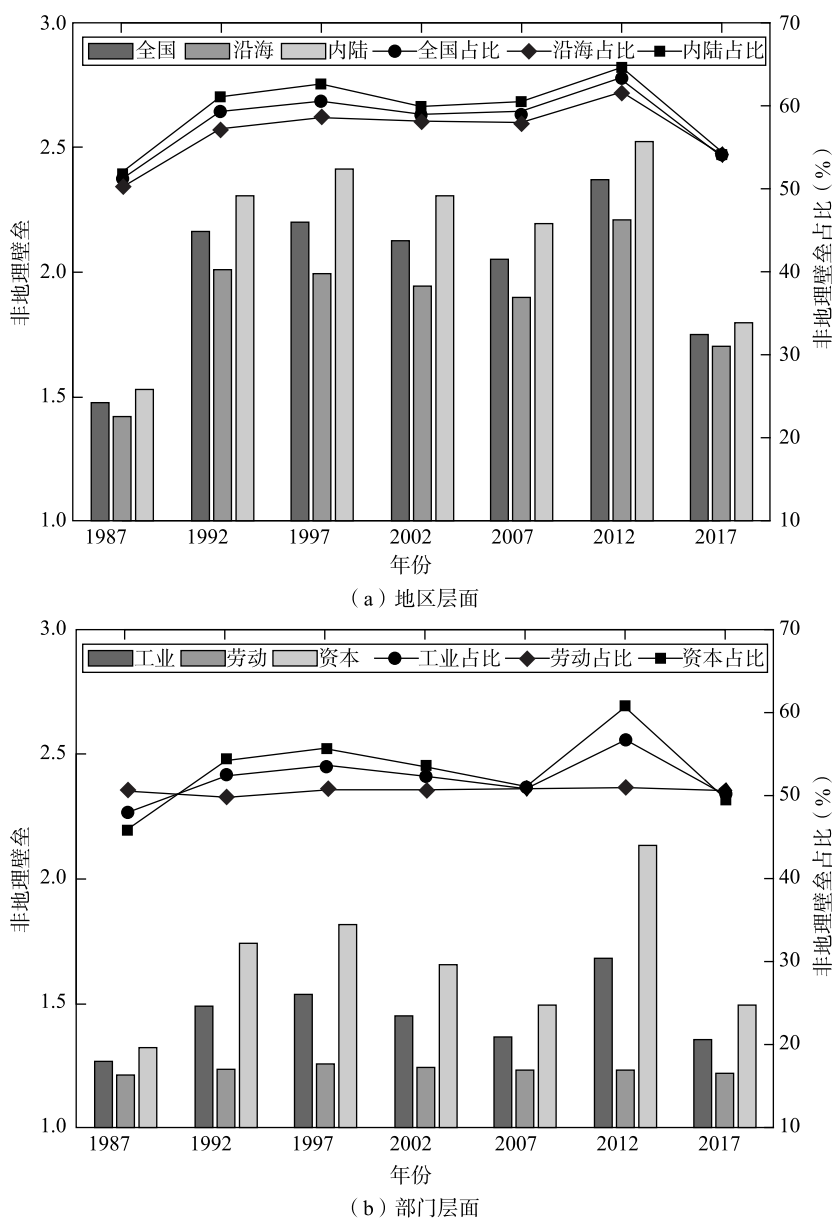 全国 沿海 内陆 全国占比 沿海占比 内陆占比
3.0
2.5
2.0
1.5
1.0
非地理壁垒
70
60
50
40
30
20
10
非地理壁垒占比(%)
1987 1992 1997 2002 2007 2012 2017
年份
(a)地区层面
工业 劳动 资本 工业占比 劳动占比 资本占比
3.0
2.5
2.0
1.5
1.0
非地理壁垒
70
60
50
40
30
20
10
非地理壁垒占比(%)
1987 1992 1997 2002 2007 2012 2017
年份
(b)部门层面